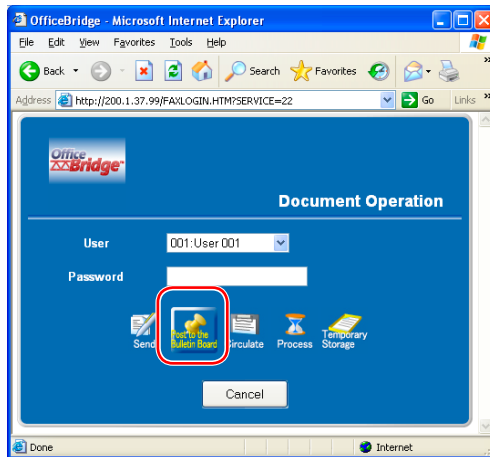 OfficeBridge - Microsoft Internet Explorer
File Edit View Favorites Tools Help
Back Search Favorites »
Address http://200.1.37.99/FAXLOGIN.HTM?SERVICE=22 Go Links »
Office
Bridge
Document Operation
User 001:User 001
Password
Send Post to the Bulletin Board Circulate Process Temporary Storage
Cancel
Done Internet